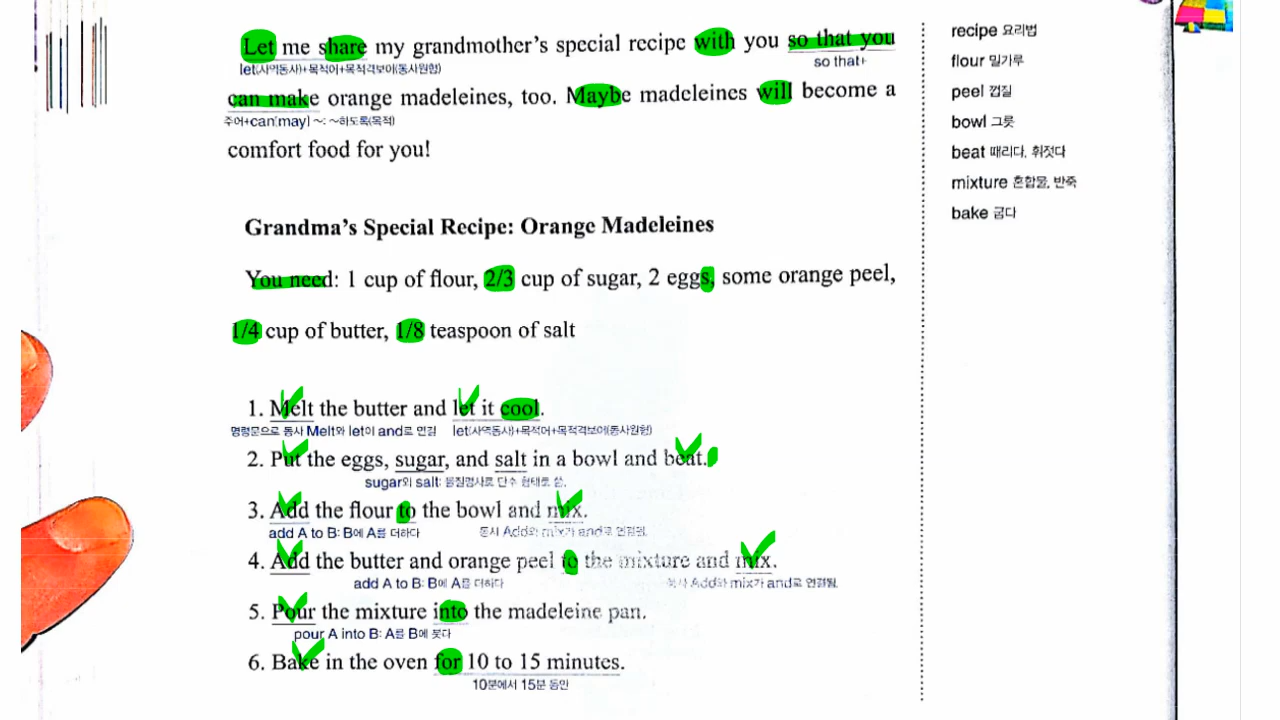 Let me share my grandmother's special recipe with you so that you
let(사역동사)+목적어+목적격보어(동사원형)
so that+
can make orange madeleines, too. Maybe madeleines will become a
주어+can[may] ~: ~하도록(목적)
comfort food for you!
Grandma's Special Recipe: Orange Madeleines
You need: 1 cup of flour, 2/3 cup of sugar, 2 eggs, some orange peel,
1/4 cup of butter, 1/8 teaspoon of salt
1. Melt the butter and let it cool.
명령문으로 동사 Melt와 let이 and로 연결
let(사역동사)+목적어+목적격보어(동사원형)
2. Put the eggs, sugar, and salt in a bowl and beat.
sugar와 salt: 물질명사로 단수 형태로 씀.
3. Add the flour to the bowl and mix.
add A to B: B에 A를 더하다
동사 Add와 mix가 and로 연결됨.
4. Add the butter and orange peel to the mixture and mix.
add A to B: B에 A를 더하다
동사 Add와 mix가 and로 연결됨.
5. Pour the mixture into the madeleine pan.
pour A into B: A를 B에 붓다
6. Bake in the oven for 10 to 15 minutes.
10분에서 15분 동안
recipe 요리법
flour 밀가루
peel 껍질
bowl 그릇
beat 때리다, 휘젓다
mixture 혼합물, 반죽
bake 굽다